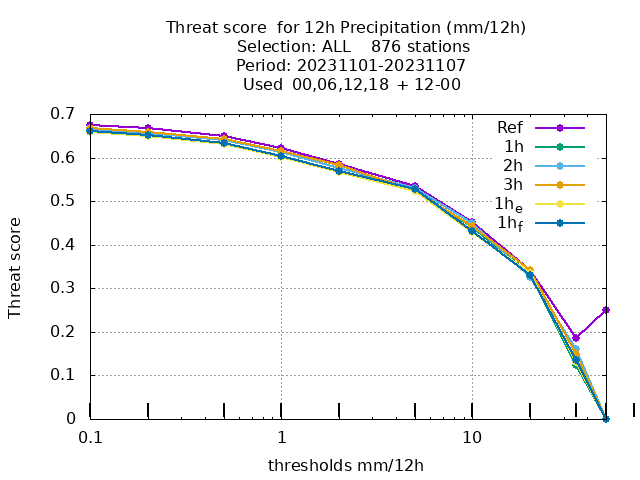 Threat score  for 12h Precipitation (mm/12h)
Selection: ALL    876 stations
Period: 20231101-20231107
Used  00,06,12,18 + 12-00
0.7
0.6
0.5
0.4
0.3
0.2
0.1
0
Threat score
Ref
1h
2h
3h
1he
1hf
0.1
1
10
thresholds mm/12h